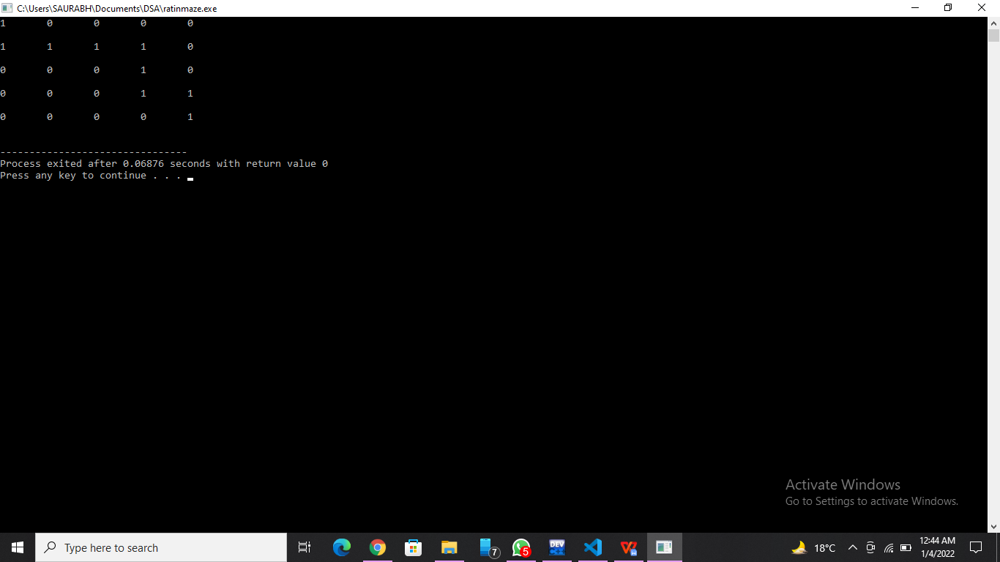 C:\Users\SAURABH\Documents\DSA\ratinmaze.exe
1 0 0 0 0
1 1 1 1 0
0 0 0 1 0
0 0 0 1 1
0 0 0 0 1
--------------------------------
Process exited after 0.06876 seconds with return value 0
Press any key to continue . . .
Activate Windows
Go to Settings to activate Windows.
Type here to search
7
5
DEV
18°C
12:44 AM
1/4/2022